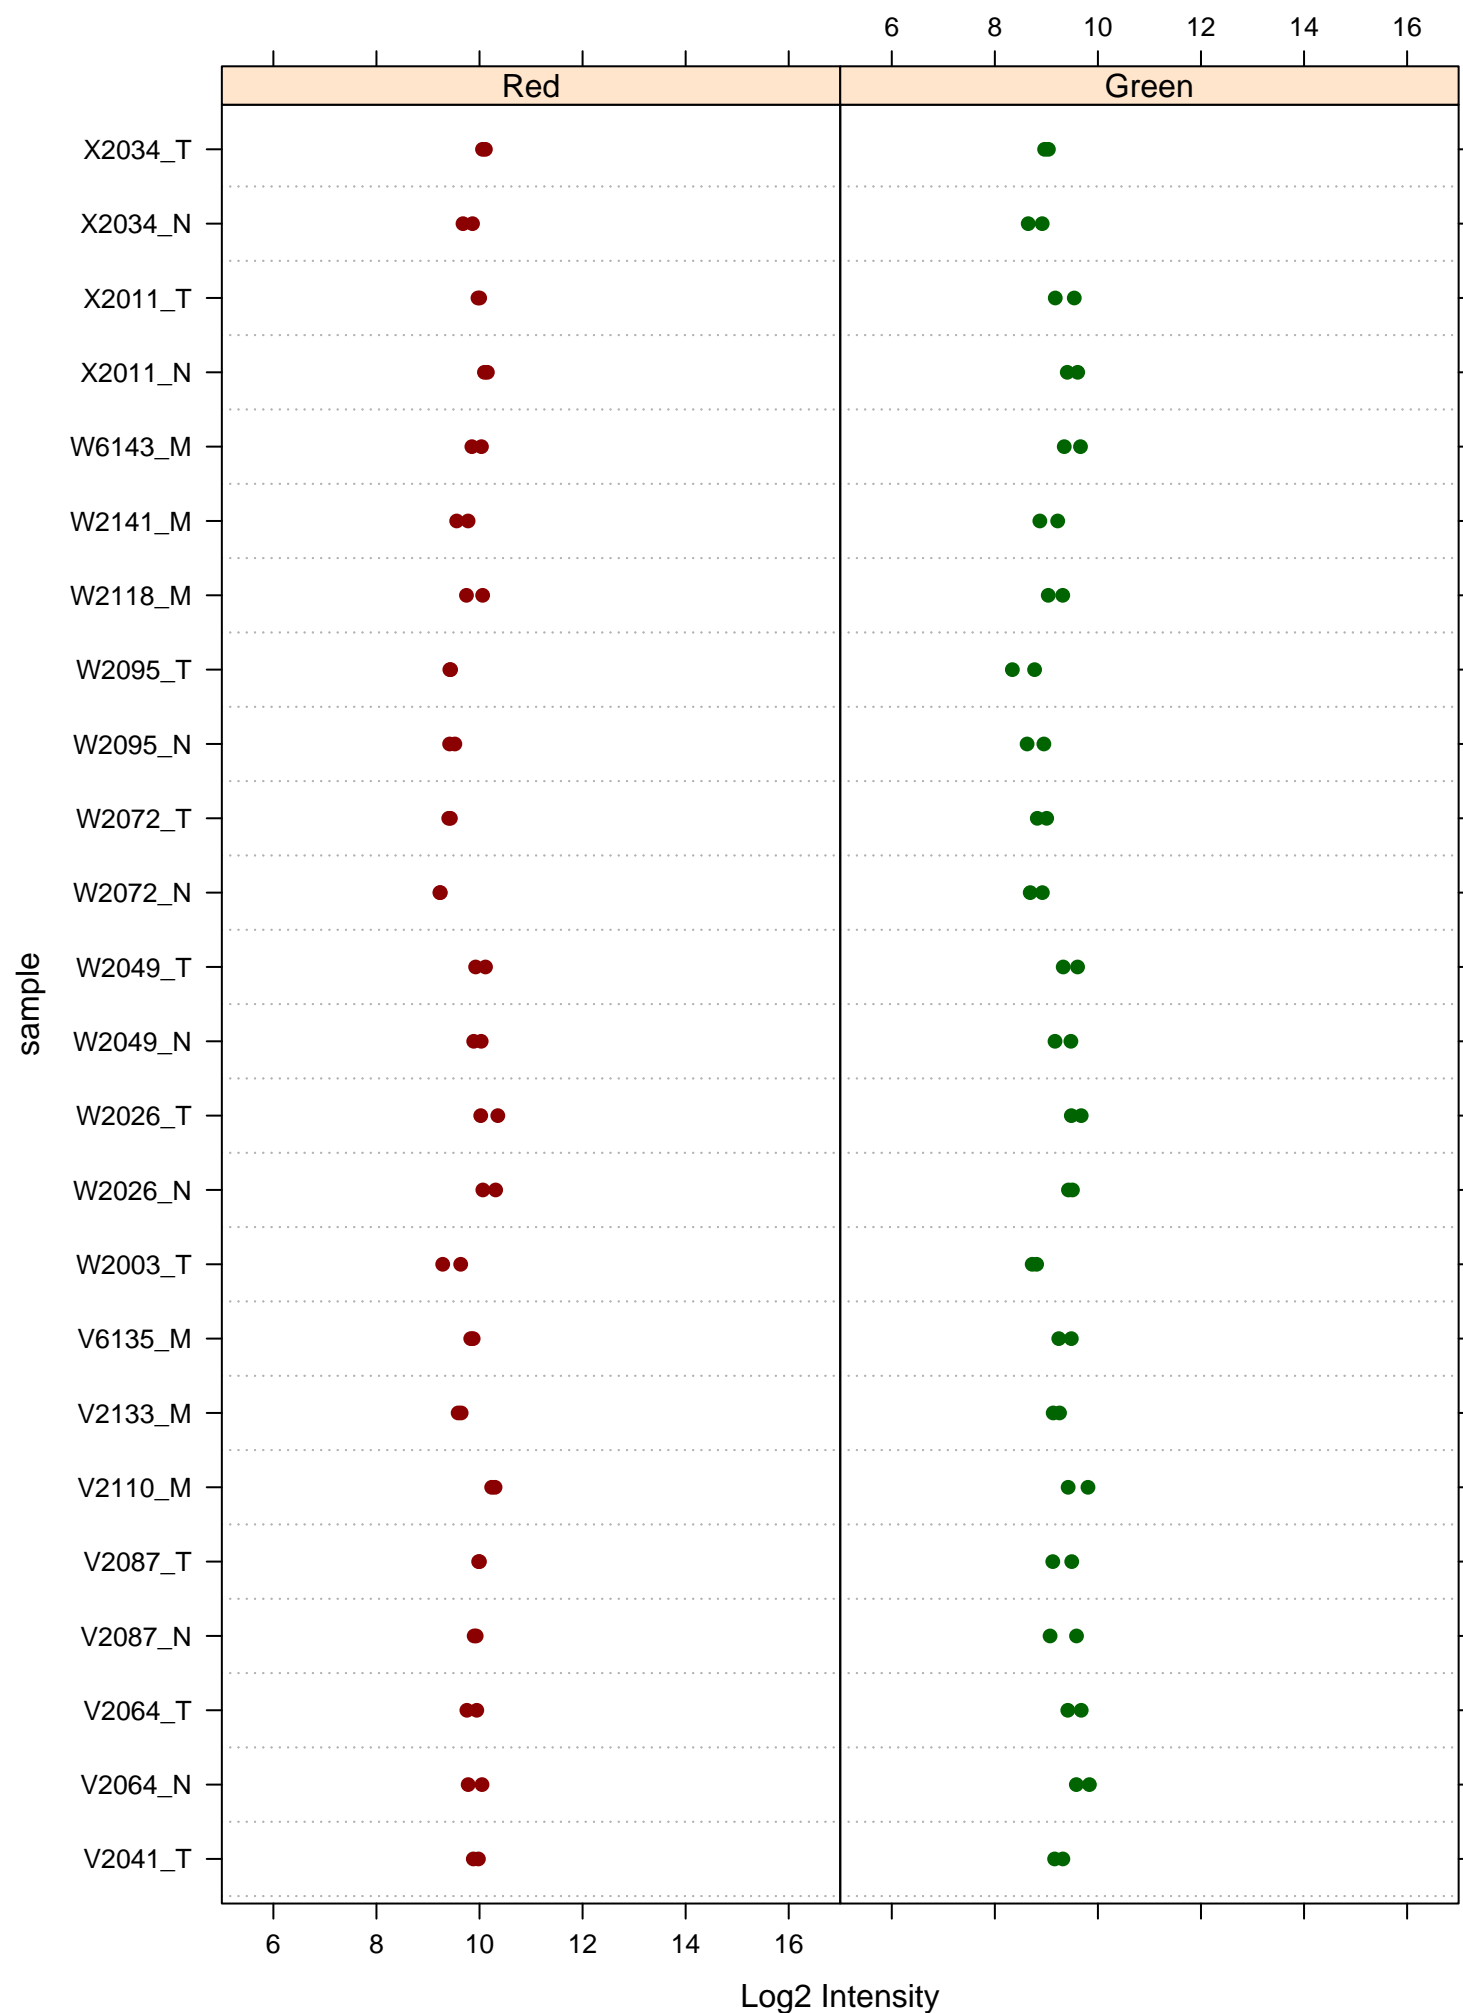 6 8 10 12 14 16
Red Green
X2034_T
X2034_N
X2011_T
X2011_N
W6143_M
W2141_M
W2118_M
W2095_T
W2095_N
W2072_T
W2072_N
W2049_T
W2049_N
W2026_T
W2026_N
W2003_T
V6135_M
V2133_M
V2110_M
V2087_T
V2087_N
V2064_T
V2064_N
V2041_T
sample
6 8 10 12 14 16
Log2 Intensity